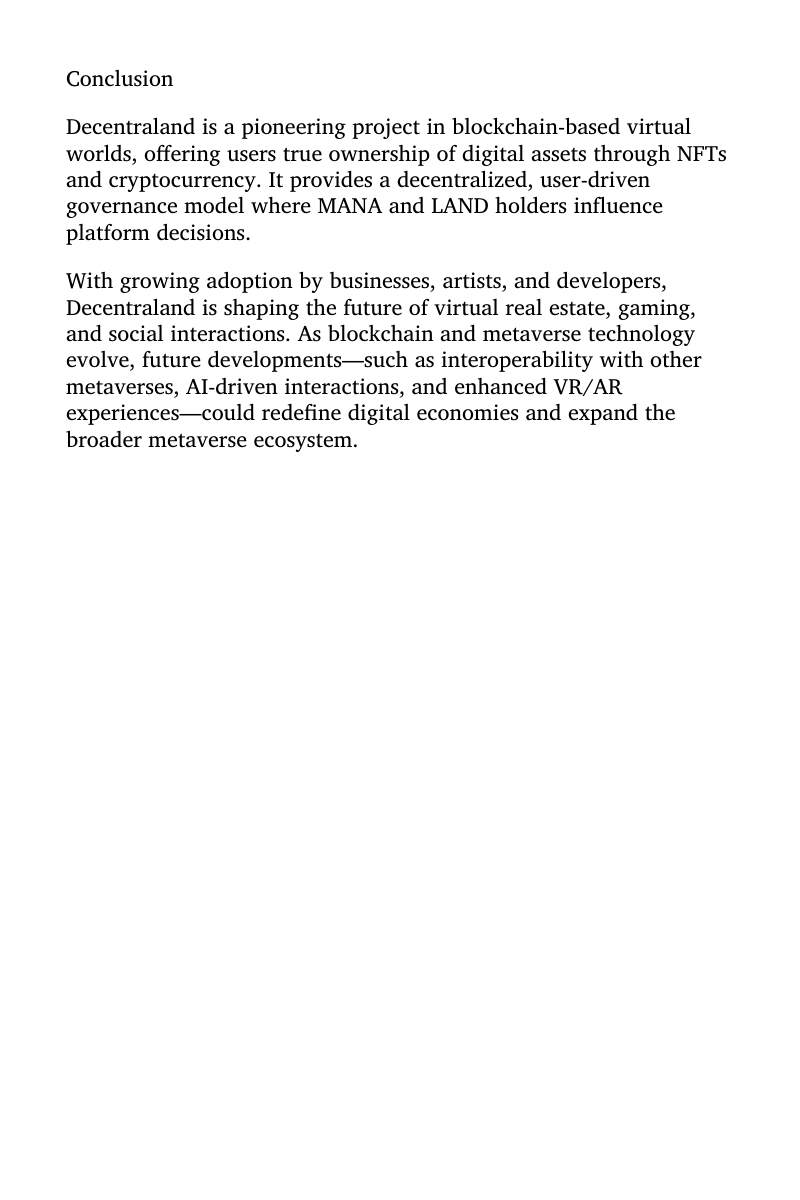 Conclusion
Decentraland is a pioneering project in blockchain-based virtual
worlds, offering users true ownership of digital assets through NFTs
and cryptocurrency. It provides a decentralized, user-driven
governance model where MANA and LAND holders influence
platform decisions.
With growing adoption by businesses, artists, and developers,
Decentraland is shaping the future of virtual real estate, gaming,
and social interactions. As blockchain and metaverse technology
evolve, future developments—such as interoperability with other
metaverses, AI-driven interactions, and enhanced VR/AR
experiences—could redefine digital economies and expand the
broader metaverse ecosystem.